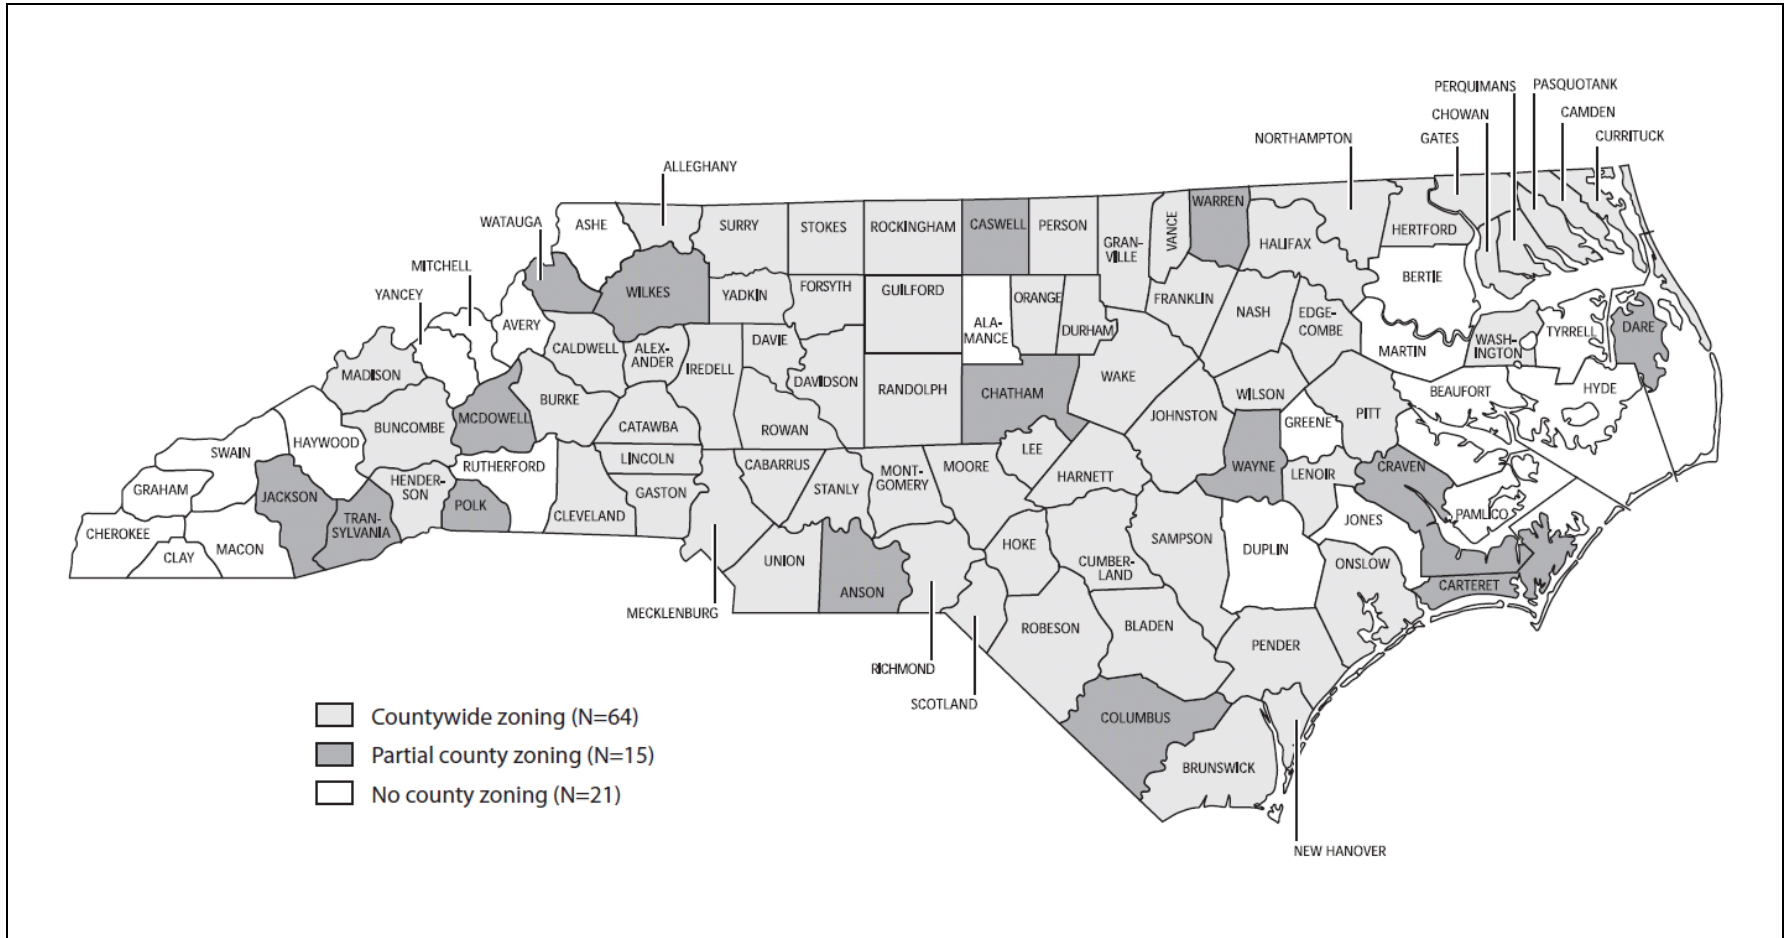 PERQUIMANS
PASQUOTANK
CHOWAN
CAMDEN
NORTHAMPTON
GATES
CURRITUCK
ALLEGHANY
WATAUGA
ASHE
SURRY
STOKES
ROCKINGHAM
CASWELL
PERSON
GRAN-
VILLE
VANCE
WARREN
HALIFAX
HERTFORD
MITCHELL
YANCEY
AVERY
WILKES
YADKIN
FORSYTH
GUILFORD
ALA-
MANCE
ORANGE
DURHAM
FRANKLIN
NASH
EDGE-
COMBE
BERTIE
MARTIN
WASH-
INGTON
TYRRELL
DARE
MADISON
CALDWELL
ALEX-
ANDER
IREDELL
DAVIE
DAVIDSON
RANDOLPH
CHATHAM
WAKE
WILSON
PITT
BEAUFORT
HYDE
SWAIN
HAYWOOD
BUNCOMBE
MCDOWELL
BURKE
CATAWBA
ROWAN
LEE
JOHNSTON
GREENE
WAYNE
LENOIR
CRAVEN
GRAHAM
JACKSON
TRAN-
SYLVANIA
HENDER-
SON
POLK
RUTHERFORD
LINCOLN
GASTON
CLEVELAND
CABARRUS
STANLY
MONT-
GOMERY
MOORE
HARNETT
JONES
PAMLICO
CHEROKEE
CLAY
MACON
UNION
ANSON
HOKE
CUMBER-
LAND
SAMPSON
DUPLIN
ONSLOW
CARTERET
MECKLENBURG
RICHMOND
SCOTLAND
ROBESON
BLADEN
PENDER
COLUMBUS
BRUNSWICK
NEW HANOVER
Countywide zoning (N=64)
Partial county zoning (N=15)
No county zoning (N=21)